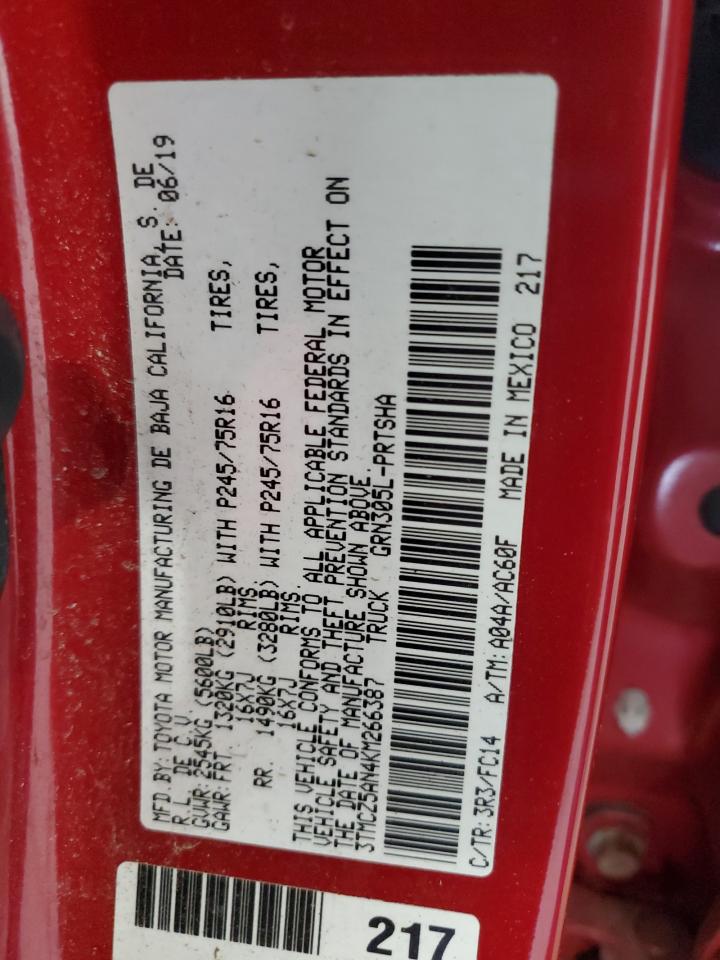 MFD BY: TOYOTA MOTOR MANUFACTURING DE BAJA CALIFORNIA, S. DE
R.L. DE C.V. DATE: 06/19
GVWR: 2545KG (5600LB)
GAWR: FRT. 1320KG (2910LB) WITH P245/75R16 TIRES,
16X7J RIMS
RR. 1490KG (3280LB) WITH P245/75R16 TIRES,
16X7J RIMS.
THIS VEHICLE CONFORMS TO ALL APPLICABLE FEDERAL MOTOR
VEHICLE SAFETY AND THEFT PREVENTION STANDARDS IN EFFECT ON
THE DATE OF MANUFACTURE SHOWN ABOVE.
3TMCZ5AN4KM266387 TRUCK GRN305L-PRTSHA
C/TR: 3R3/FC14 A/TM: A04A/AC60F MADE IN MEXICO 217
217